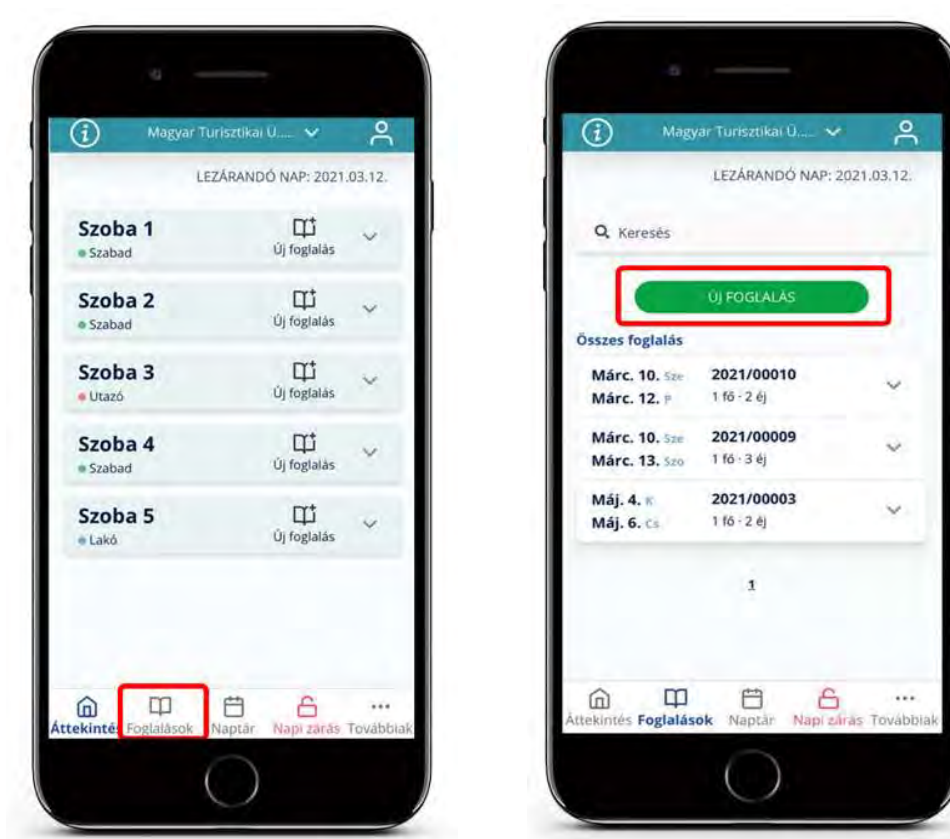 Magyar Turisztikai Ü....
LEZÁRANDÓ NAP: 2021.03.12.
Szoba 1
Szabad
Új foglalás
Szoba 2
Szabad
Új foglalás
Szoba 3
Utazó
Új foglalás
Szoba 4
Szabad
Új foglalás
Szoba 5
Lakó
Új foglalás
Áttekintés Foglalások Naptár Napi zárás Továbbiak
Magyar Turisztikai Ü....
LEZÁRANDÓ NAP: 2021.03.12.
Keresés
ÚJ FOGLALÁS
Összes foglalás
Márc. 10. Sze 2021/00010
Márc. 12. P 1 fő · 2 éj
Márc. 10. Sze 2021/00009
Márc. 13. Szo 1 fő · 3 éj
Máj. 4. K 2021/00003
Máj. 6. Cs 1 fő · 2 éj
1
Áttekintés Foglalások Naptár Napi zárás Továbbiak